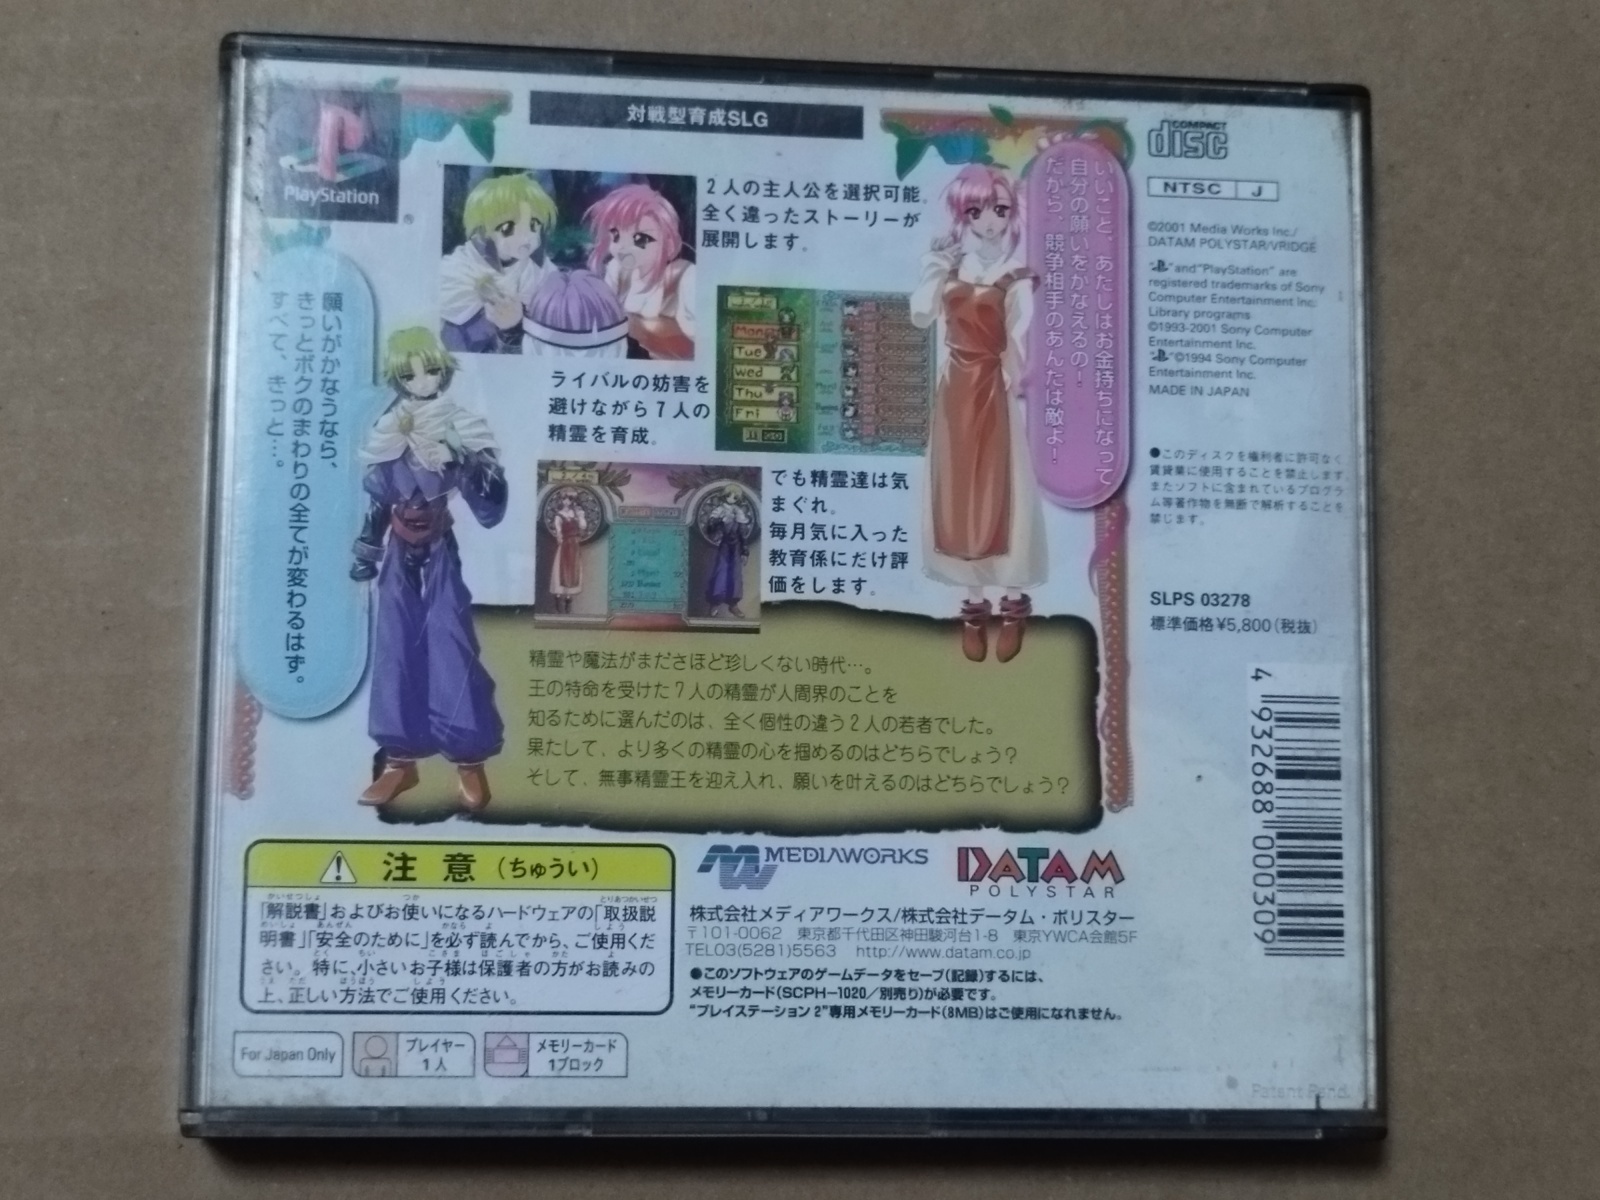 対戦型育成SLG
PlayStation
®
2人の主人公を選択可能。
全く違ったストーリーが
展開します。
いいこと、あたしはお金持ちになって
自分の願いをかなえるの！
だから、競争相手のあんたは敵よ！
願いがかなうなら、
きっとボクのまわりの全てが変わるはず。
すべて、きっと…。
Mon
Tue
Wed
Thu
Fri
ライバルの妨害を
避けながら7人の
精霊を育成。
でも精霊達は気
まぐれ。
毎月気に入った
教育係にだけ評
価をします。
精霊や魔法がまださほど珍しくない時代…。
王の特命を受けた7人の精霊が人間界のことを
知るために選んだのは、全く個性の違う2人の若者でした。
果たして、より多くの精霊の心を掴めるのはどちらでしょう？
そして、無事精霊王を迎え入れ、願いを叶えるのはどちらでしょう？
COMPACT
disc
NTSC J
©2001 Media Works Inc./
DATAM POLYSTAR/VRIDGE
"and"PlayStation" are
registered trademarks of Sony
Computer Entertainment Inc.
Library programs
©1993-2001 Sony Computer
Entertainment Inc.
©1994 Sony Computer
Entertainment Inc.
MADE IN JAPAN
●このディスクを権利者に許可なく
賃貸業に使用することを禁止します。
またソフトに含まれているプログラ
ム等著作物を無断で解析することを
禁じます。
SLPS 03278
標準価格¥5,800(税抜)
4 932688 000309
注意(ちゅうい)
「解説書」およびお使いになるハードウェアの「取扱説
明書」「安全のために」を必ず読んでから、ご使用くだ
さい。特に、小さいお子様は保護者の方がお読みの
上、正しい方法でご使用ください。
MEDIAWORKS
DATAM
POLYSTAR
株式会社メディアワークス/株式会社データム・ポリスター
〒101-0062 東京都千代田区神田駿河台1-8 東京YWCA会館5F
TEL03(5281)5563 http://www.datam.co.jp
●このソフトウェアのゲームデータをセーブ(記録)するには、
メモリーカード(SCPH-1020/別売り)が必要です。
"プレイステーション 2"専用メモリーカード(8MB)はご使用になれません。
For Japan Only
プレイヤー
1人
メモリーカード
1ブロック
Patent Pend.